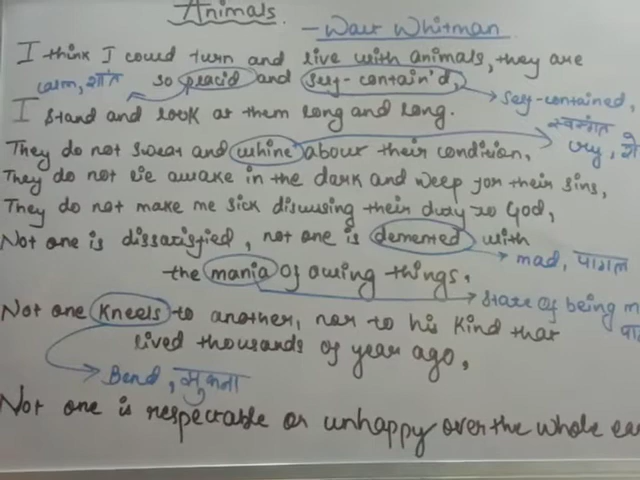 Animals.
- Walt Whitman
I think I could turn and live with animals, they are
so placid and self-contain'd,
calm, शांत
I stand and look at them long and long.
self-contained,
स्वंगत
They do not swear and whine about their condition,
cry,
They do not lie awake in the dark and weep for their sins,
They do not make me sick discussing their duty to God,
Not one is dissatisfied, not one is demented with
mad, पागल
the mania of owing things,
state of being
Not one kneels to another, nor to his kind that
lived thousands of year ago,
Bend, झुकना
Not one is respectable or unhappy over the whole